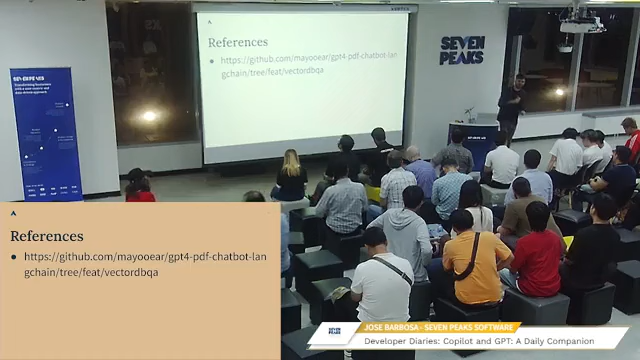 References
https://github.com/mayooear/gpt4-pdf-chatbot-lan
gchain/tree/feat/vectordbqa
SEVEN
PEAKS
SEVEN PEAKS
References
https://github.com/mayooear/gpt4-pdf-chatbot-lan
gchain/tree/feat/vectordbqa
JOSE BARBOSA - SEVEN PEAKS SOFTWARE
Developer Diaries: Copilot and GPT: A Daily Companion